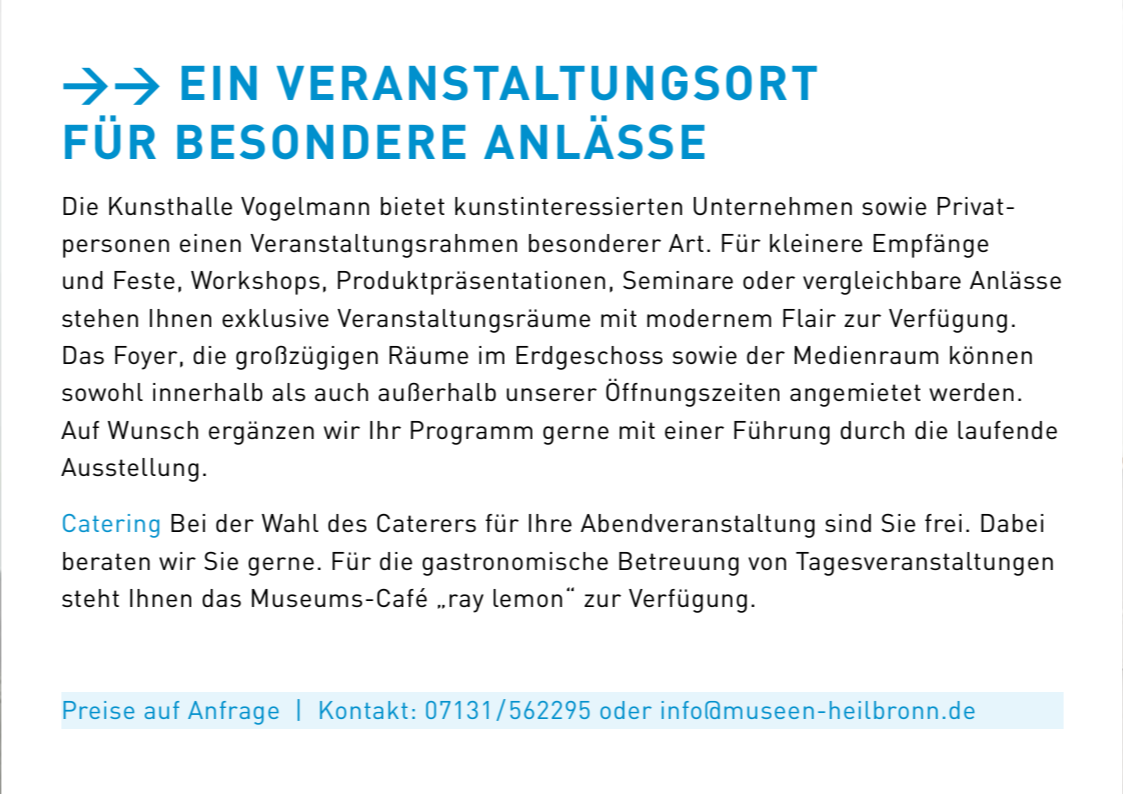 →→ EIN VERANSTALTUNGSORT
FÜR BESONDERE ANLÄSSE
Die Kunsthalle Vogelmann bietet kunstinteressierten Unternehmen sowie Privat-
personen einen Veranstaltungsrahmen besonderer Art. Für kleinere Empfänge
und Feste, Workshops, Produktpräsentationen, Seminare oder vergleichbare Anlässe
stehen Ihnen exklusive Veranstaltungsräume mit modernem Flair zur Verfügung.
Das Foyer, die großzügigen Räume im Erdgeschoss sowie der Medienraum können
sowohl innerhalb als auch außerhalb unserer Öffnungszeiten angemietet werden.
Auf Wunsch ergänzen wir Ihr Programm gerne mit einer Führung durch die laufende
Ausstellung.
Catering Bei der Wahl des Caterers für Ihre Abendveranstaltung sind Sie frei. Dabei
beraten wir Sie gerne. Für die gastronomische Betreuung von Tagesveranstaltungen
steht Ihnen das Museums-Café „ray lemon“ zur Verfügung.
Preise auf Anfrage | Kontakt: 07131/562295 oder info@museen-heilbronn.de